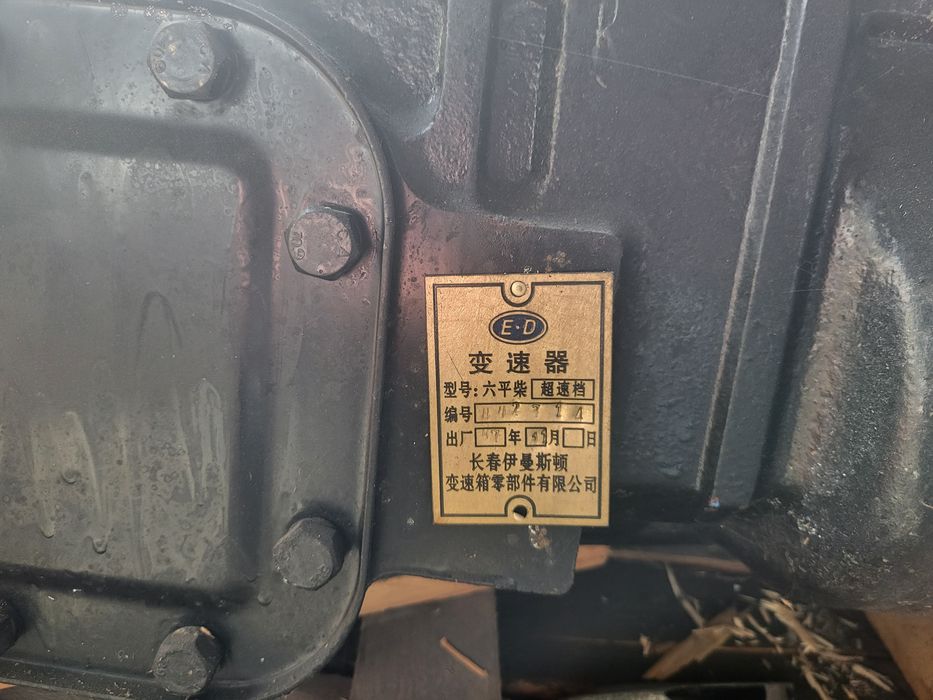 E·D
变速器
型号:六平柴 超速档
编号
出厂 年 月 日
长春伊曼斯顿
变速箱零部件有限公司